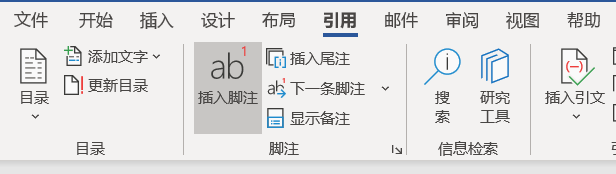 文件 开始 插入 设计 布局 引用 邮件 审阅 视图 帮助
目录
添加文字
更新目录
目录
ab1
插入脚注
插入尾注
ab1 下一条脚注
显示备注
脚注
搜索
研究工具
信息检索
(-)
插入引文